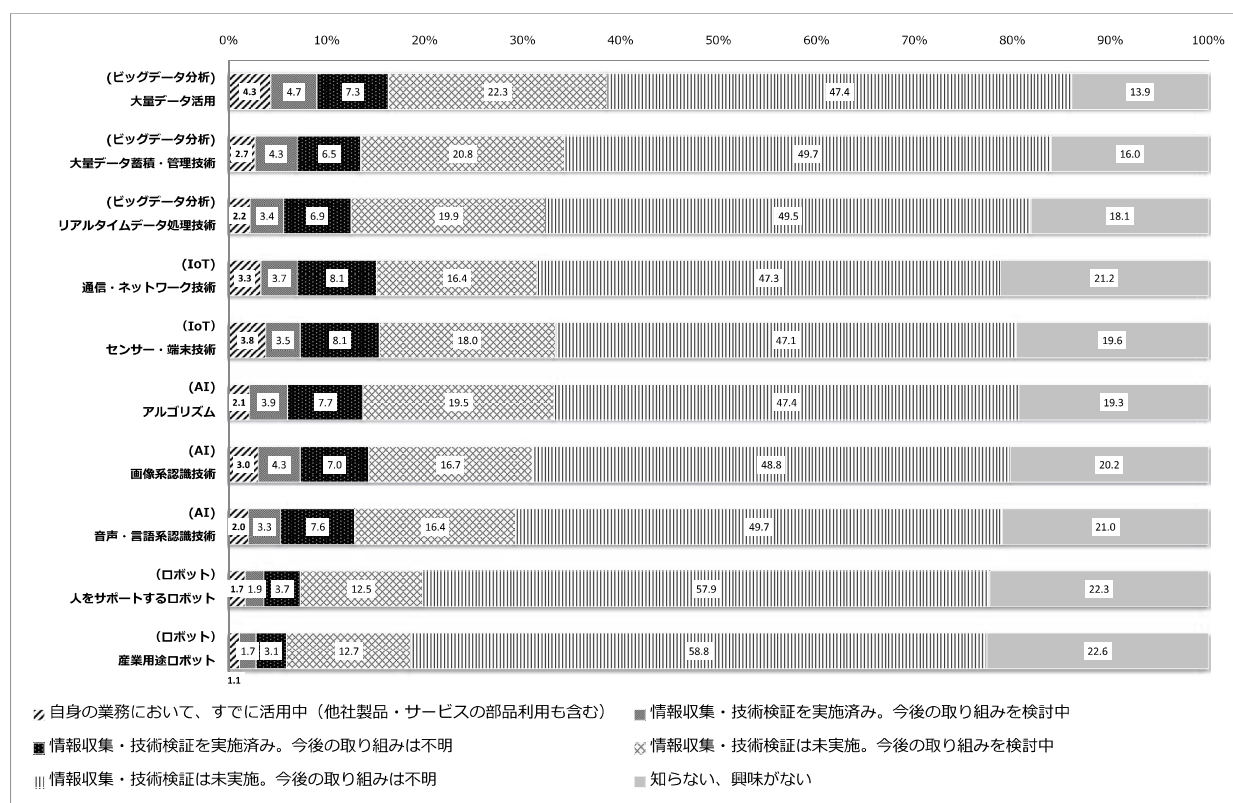 0% 10% 20% 30% 40% 50% 60% 70% 80% 90% 100%
(ビッグデータ分析)
大量データ活用
4.3 4.7 7.3 22.3 47.4 13.9
(ビッグデータ分析)
大量データ蓄積・管理技術
2.7 4.3 6.5 20.8 49.7 16.0
(ビッグデータ分析)
リアルタイムデータ処理技術
2.2 3.4 6.9 19.9 49.5 18.1
(IoT)
通信・ネットワーク技術
3.3 3.7 8.1 16.4 47.3 21.2
(IoT)
センサー・端末技術
3.8 3.5 8.1 18.0 47.1 19.6
(AI)
アルゴリズム
2.1 3.9 7.7 19.5 47.4 19.3
(AI)
画像系認識技術
3.0 4.3 7.0 16.7 48.8 20.2
(AI)
音声・言語系認識技術
2.0 3.3 7.6 16.4 49.7 21.0
(ロボット)
人をサポートするロボット
1.7 1.9 3.7 12.5 57.9 22.3
(ロボット)
産業用途ロボット
1.7 3.1 12.7 58.8 22.6
1.1
自身の業務において、すでに活用中（他社製品・サービスの部品利用も含む）
情報収集・技術検証を実施済み。今後の取り組みを検討中
情報収集・技術検証を実施済み。今後の取り組みは不明
情報収集・技術検証は未実施。今後の取り組みを検討中
情報収集・技術検証は未実施。今後の取り組みは不明
知らない、興味がない